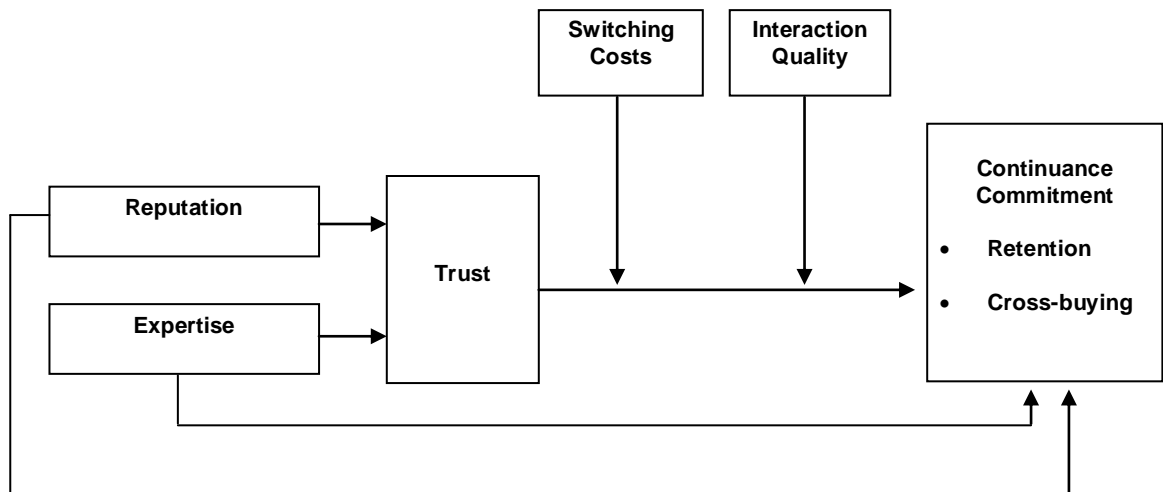 Switching
Costs
Interaction
Quality
Continuance
Commitment
• Retention
• Cross-buying
Reputation
Trust
Expertise